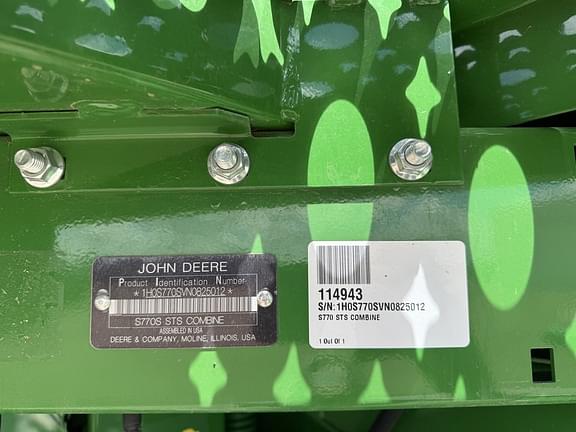 JOHN DEERE
Product Identification Number
*1H0S770SVN0825012*
S770S STS COMBINE
ASSEMBLED IN USA
DEERE & COMPANY, MOLINE, ILLINOIS, USA
114943
S/N:1H0S770SVN0825012
S770 STS COMBINE
1 Out Of 1